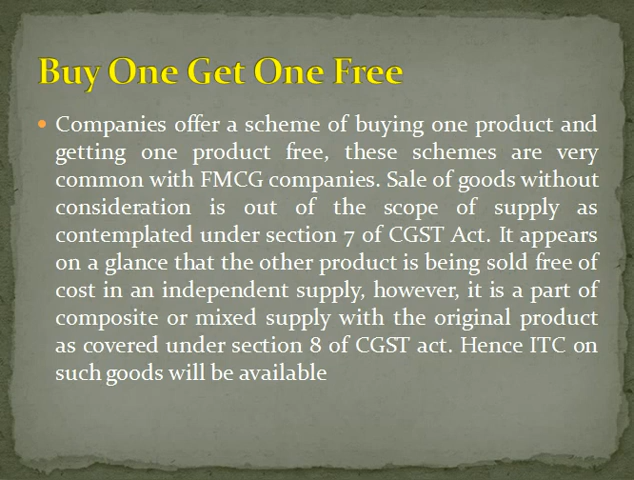 Buy One Get One Free
• Companies offer a scheme of buying one product and
getting one product free, these schemes are very
common with FMCG companies. Sale of goods without
consideration is out of the scope of supply as
contemplated under section 7 of CGST Act. It appears
on a glance that the other product is being sold free of
cost in an independent supply, however, it is a part of
composite or mixed supply with the original product
as covered under section 8 of CGST act. Hence ITC on
such goods will be available